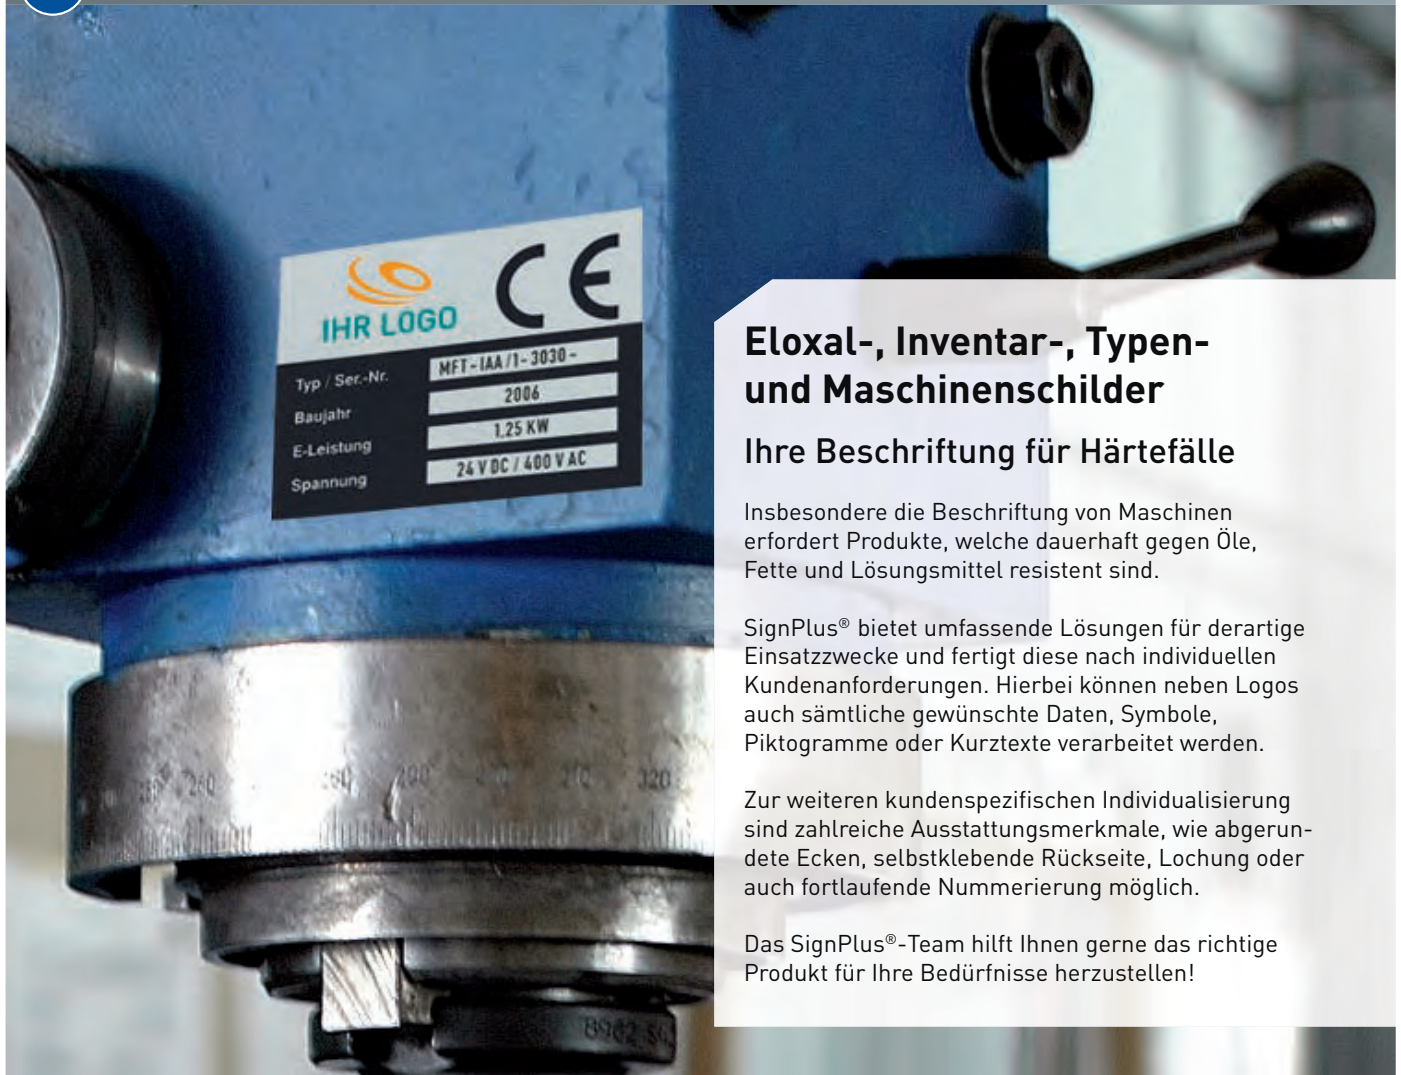 IHR LOGO
CE
Typ / Ser.-Nr. MFT - IAA / 1 - 3030 -
Baujahr 2006
E-Leistung 1.25 KW
Spannung 24 V DC / 400 V AC
260
290
320
8962
Eloxal-, Inventar-, Typen-
und Maschinenschilder
Ihre Beschriftung für Härtefälle
Insbesondere die Beschriftung von Maschinen
erfordert Produkte, welche dauerhaft gegen Öle,
Fette und Lösungsmittel resistent sind.
SignPlus® bietet umfassende Lösungen für derartige
Einsatzzwecke und fertigt diese nach individuellen
Kundenanforderungen. Hierbei können neben Logos
auch sämtliche gewünschte Daten, Symbole,
Piktogramme oder Kurztexte verarbeitet werden.
Zur weiteren kundenspezifischen Individualisierung
sind zahlreiche Ausstattungsmerkmale, wie abgerun-
dete Ecken, selbstklebende Rückseite, Lochung oder
auch fortlaufende Nummerierung möglich.
Das SignPlus®-Team hilft Ihnen gerne das richtige
Produkt für Ihre Bedürfnisse herzustellen!